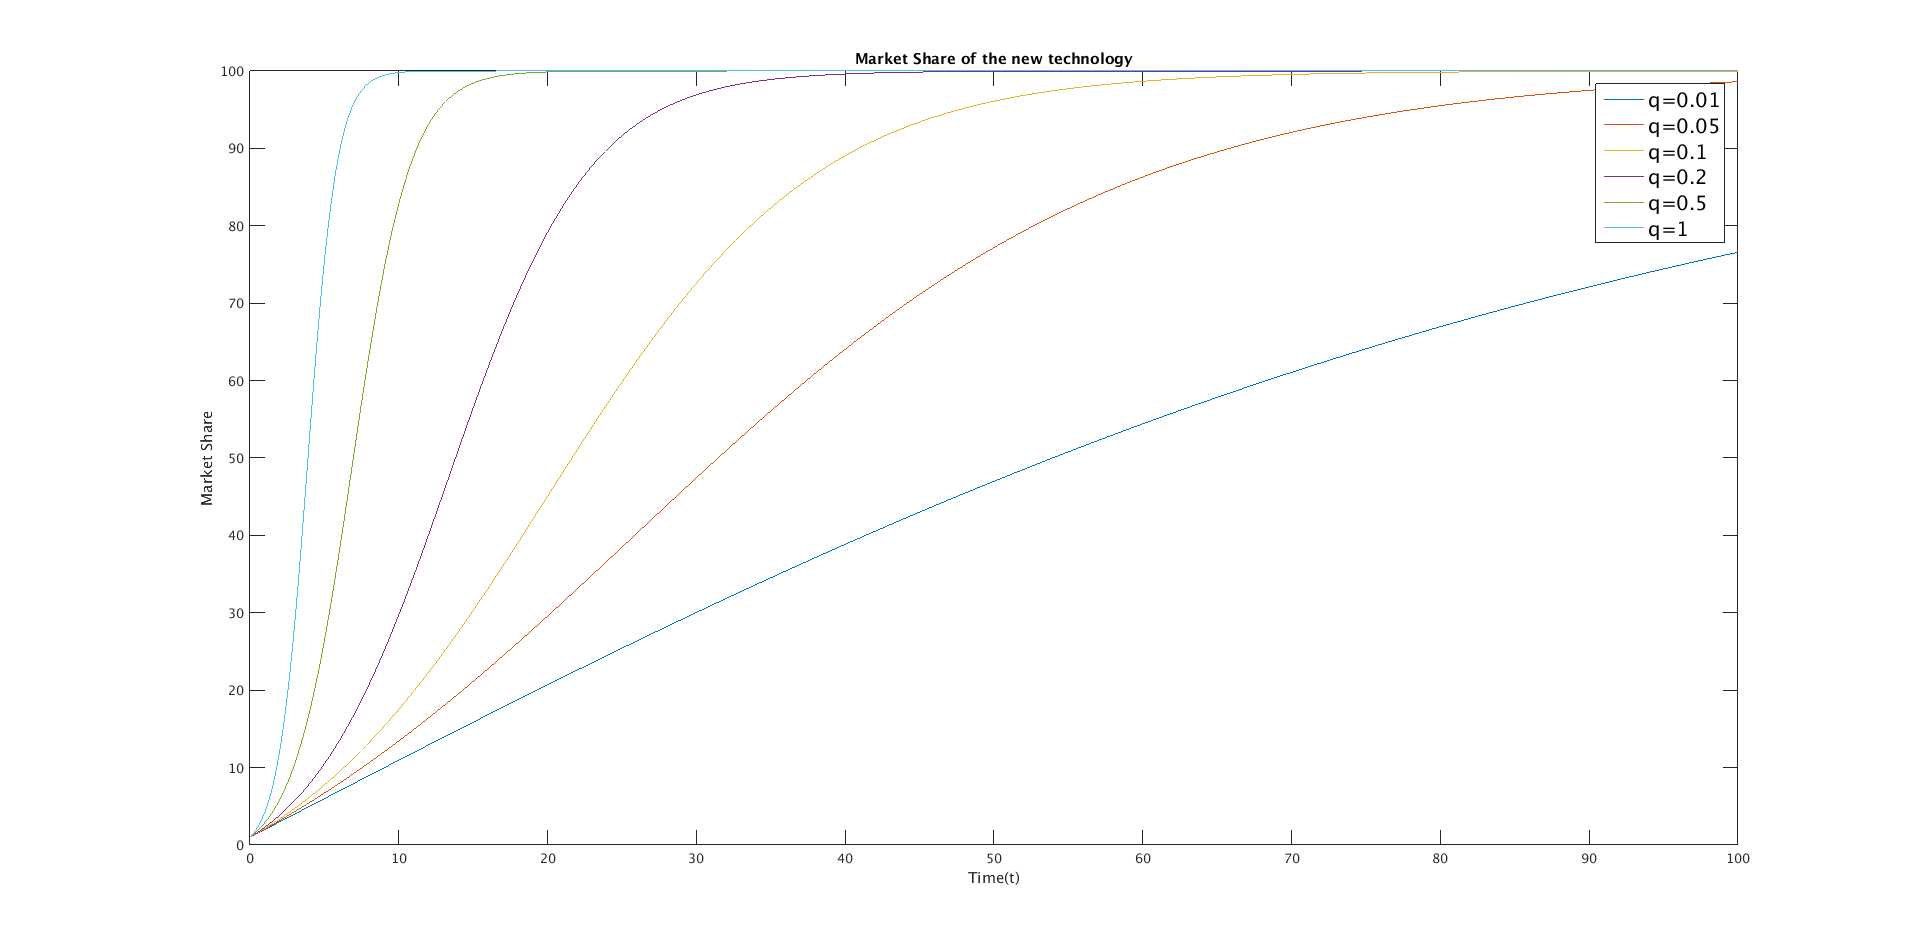 Market Share of the new technology
100
90
80
70
60
50
40
30
20
10
0
Market Share
q=0.01
q=0.05
q=0.1
q=0.2
q=0.5
q=1
0 10 20 30 40 50 60 70 80 90 100
Time(t)